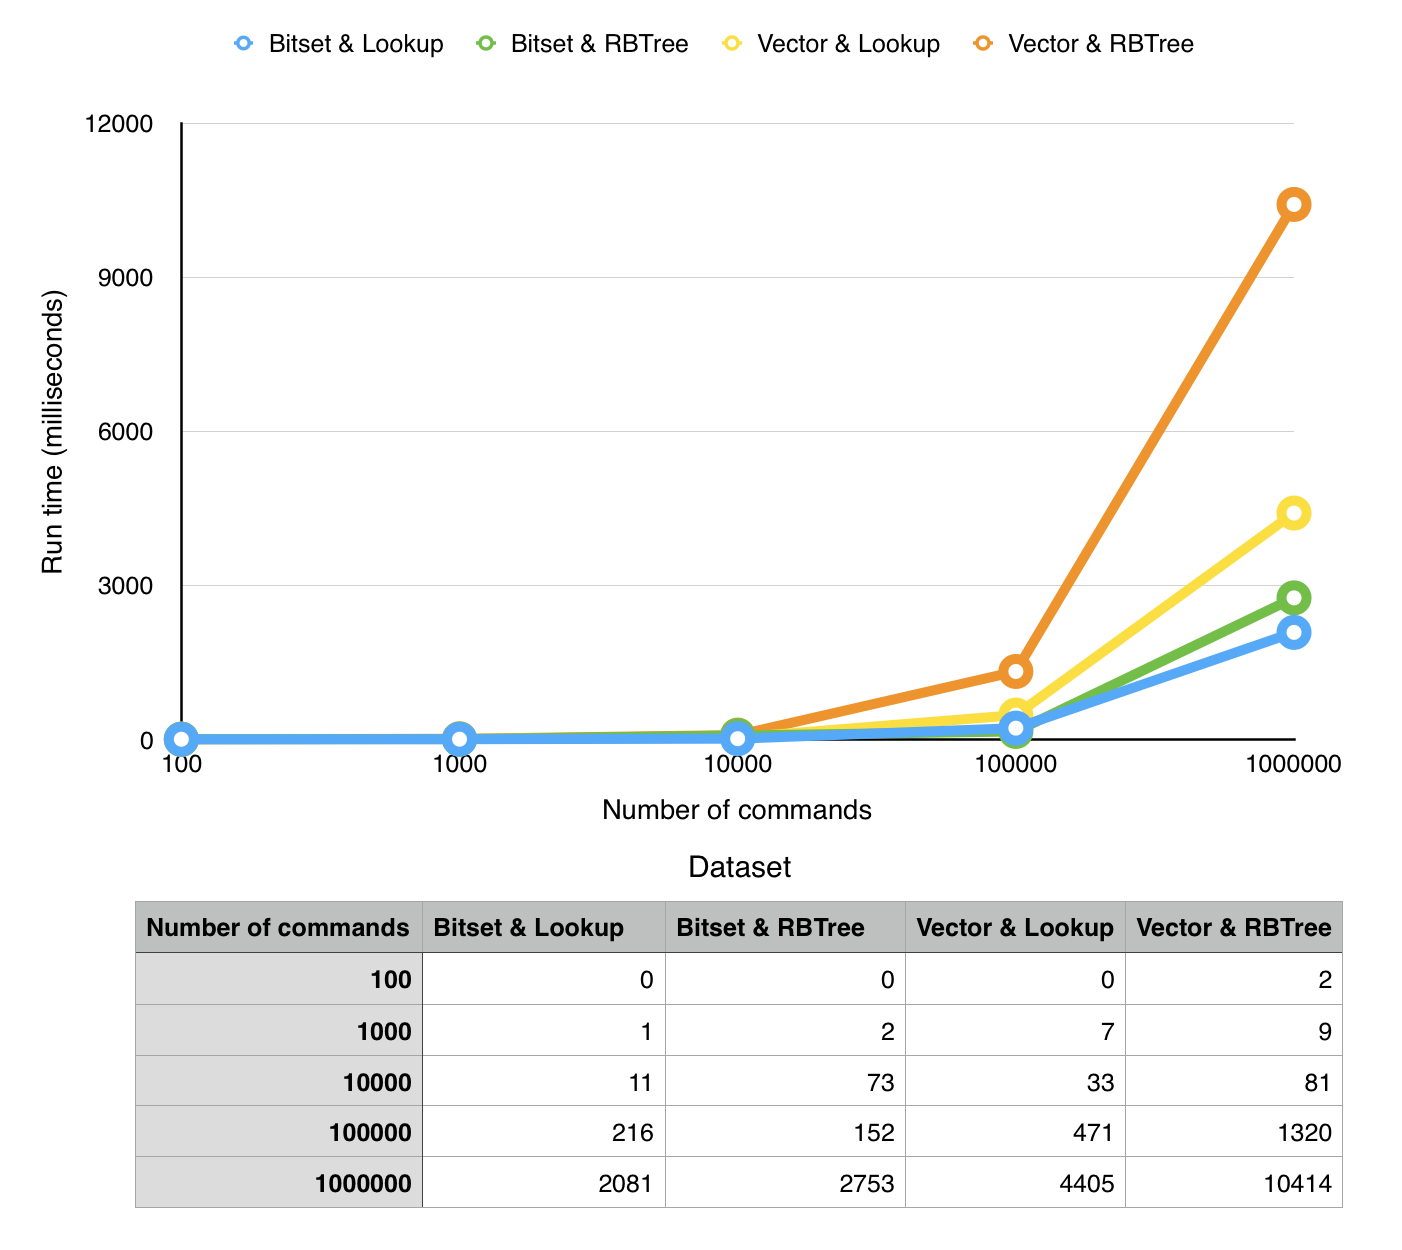 Bitset & Lookup Bitset & RBTree Vector & Lookup Vector & RBTree
12000
9000
6000
3000
0
Run time (milliseconds)
100 1000 10000 100000 1000000
Number of commands
Dataset
Number of commands Bitset & Lookup Bitset & RBTree Vector & Lookup Vector & RBTree
100 0 0 0 2
1000 1 2 7 9
10000 11 73 33 81
100000 216 152 471 1320
1000000 2081 2753 4405 10414